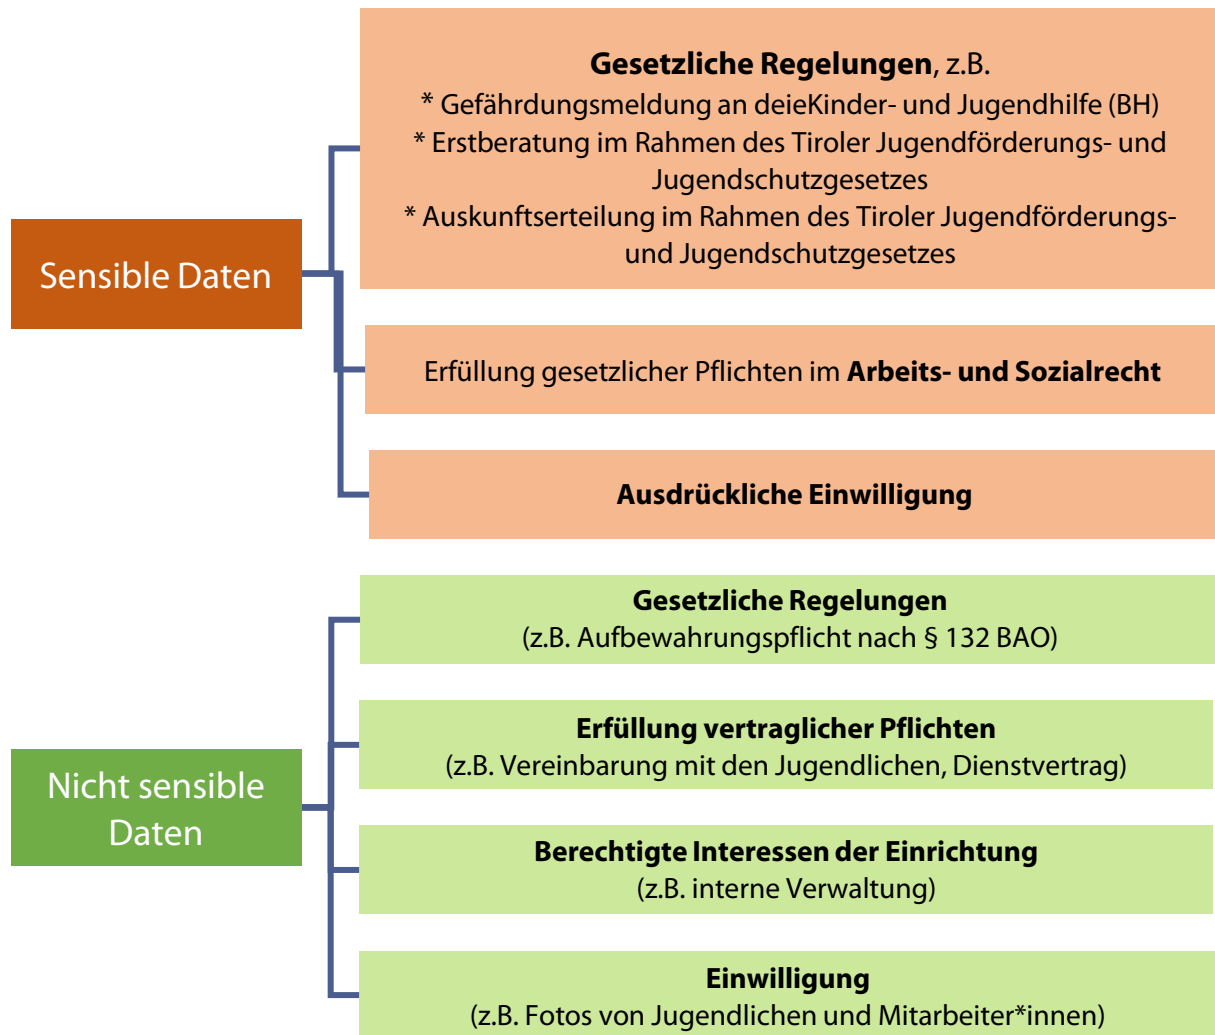 Sensible Daten
Gesetzliche Regelungen, z.B.
* Gefährdungsmeldung an deieKinder- und Jugendhilfe (BH)
* Erstberatung im Rahmen des Tiroler Jugendförderungs- und
Jugendschutzgesetzes
* Auskunftserteilung im Rahmen des Tiroler Jugendförderungs-
und Jugendschutzgesetzes
Erfüllung gesetzlicher Pflichten im Arbeits- und Sozialrecht
Ausdrückliche Einwilligung
Nicht sensible
Daten
Gesetzliche Regelungen
(z.B. Aufbewahrungspflicht nach § 132 BAO)
Erfüllung vertraglicher Pflichten
(z.B. Vereinbarung mit den Jugendlichen, Dienstvertrag)
Berechtigte Interessen der Einrichtung
(z.B. interne Verwaltung)
Einwilligung
(z.B. Fotos von Jugendlichen und Mitarbeiter*innen)